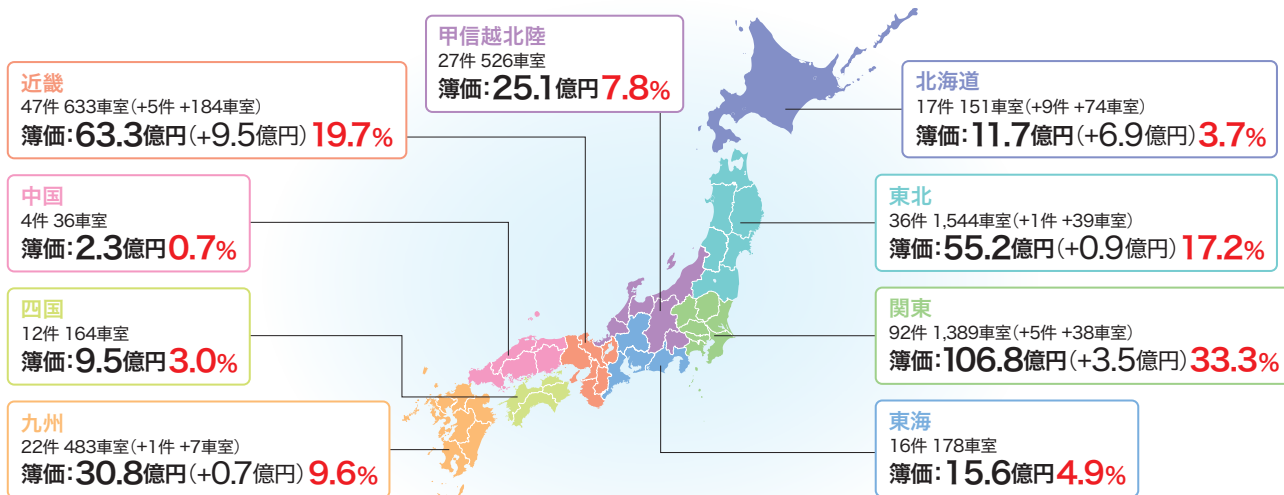 甲信越北陸
27件 526車室
簿価:25.1億円 7.8%
近畿
47件 633車室(+5件 +184車室)
簿価:63.3億円(+9.5億円) 19.7%
北海道
17件 151車室(+9件 +74車室)
簿価:11.7億円(+6.9億円) 3.7%
中国
4件 36車室
簿価:2.3億円 0.7%
東北
36件 1,544車室(+1件 +39車室)
簿価:55.2億円(+0.9億円) 17.2%
四国
12件 164車室
簿価:9.5億円 3.0%
関東
92件 1,389車室(+5件 +38車室)
簿価:106.8億円(+3.5億円) 33.3%
九州
22件 483車室(+1件 +7車室)
簿価:30.8億円(+0.7億円) 9.6%
東海
16件 178車室
簿価:15.6億円 4.9%